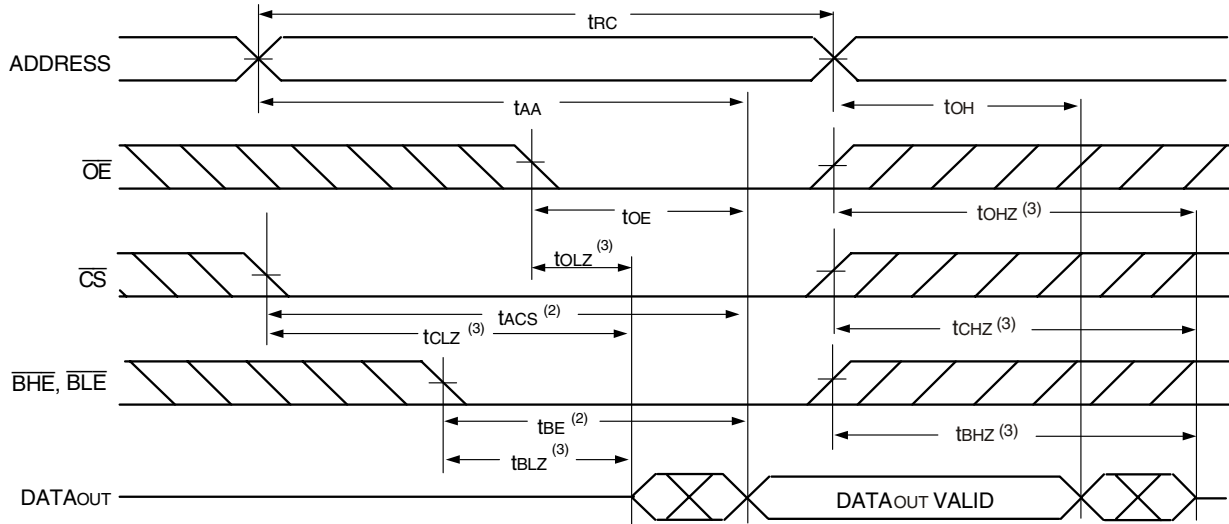 tRC
ADDRESS
tAA tOH
OE
tOE tOHZ (3)
tOLZ (3)
CS
tACS (2)
tCLZ (3) tCHZ (3)
BHE, BLE
tBE (2) tBHZ (3)
tBLZ (3)
DATAOUT DATAOUT VALID